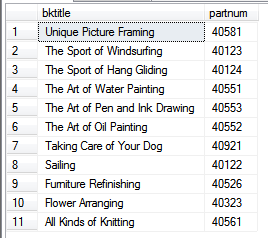 bktitle partnum
1 Unique Picture Framing 40581
2 The Sport of Windsurfing 40123
3 The Sport of Hang Gliding 40124
4 The Art of Water Painting 40551
5 The Art of Pen and Ink Drawing 40553
6 The Art of Oil Painting 40552
7 Taking Care of Your Dog 40921
8 Sailing 40122
9 Furniture Refinishing 40526
10 Flower Arranging 40323
11 All Kinds of Knitting 40561